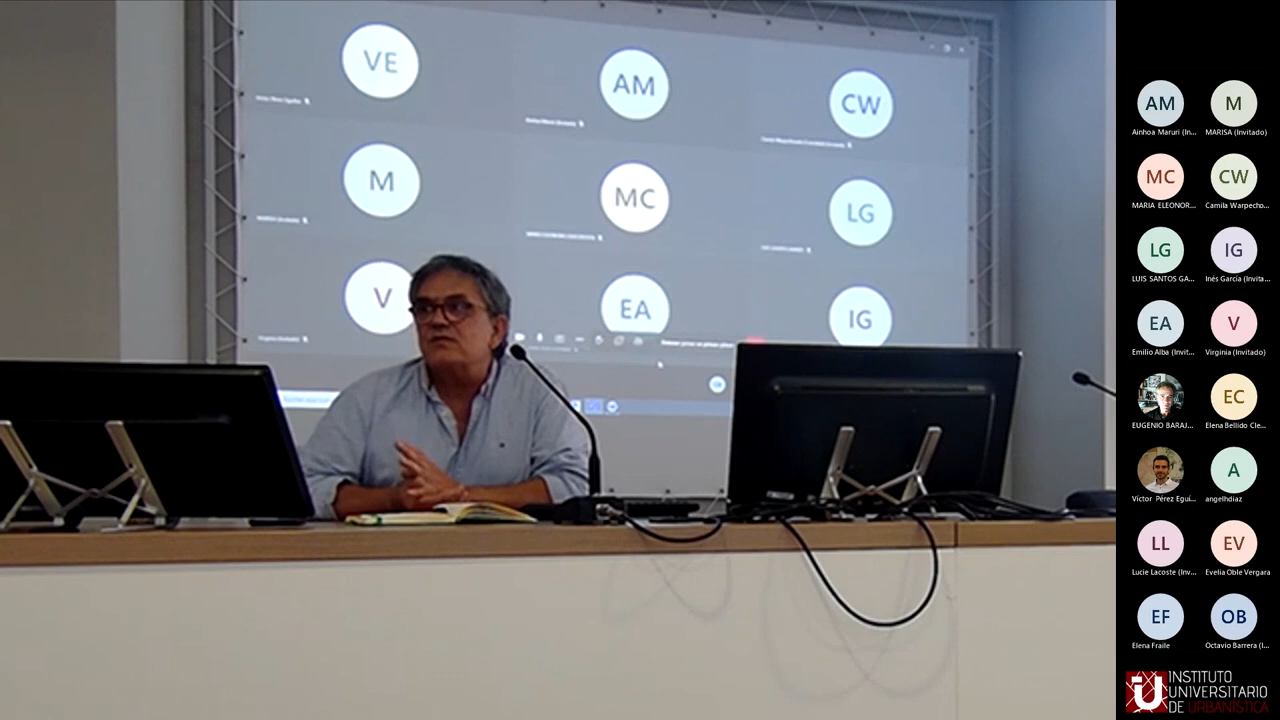 VE
AM
CW
M
MC
LG
V
EA
IG
AM
M
Ainhoa Maruri (In...
MARISA (Invitado)
MC
CW
MARIA ELEONOR...
Camila Warpecho...
LG
IG
LUIS SANTOS GA...
Inés García (Invita...
EA
V
Emilio Alba (Invit...
Virginia (Invitado)
EC
EUGENIO BARAJ...
Elena Bellido Cle...
A
Víctor Pérez Eguí...
angelhdiaz
LL
EV
Lucie Lacoste (Inv...
Evelia Oble Vergara
EF
OB
Elena Fraile
Octavio Barrera (I...
INSTITUTO
UNIVERSITARIO
DE URBANÍSTICA